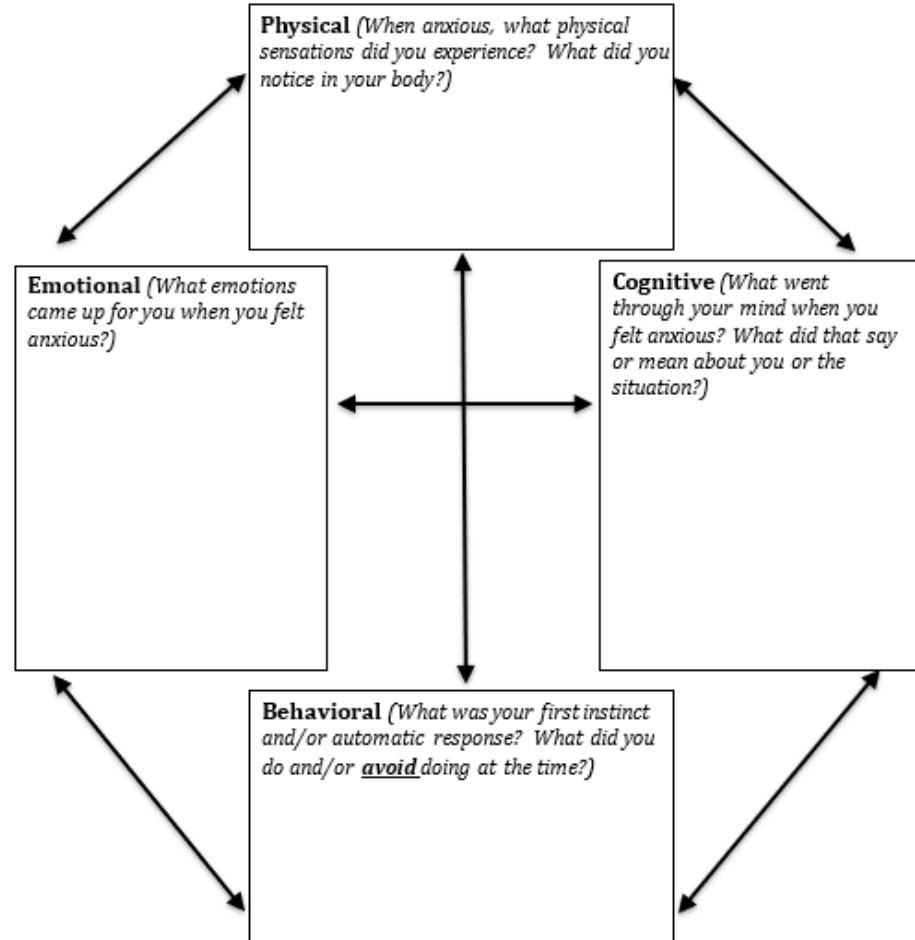 Physical (When anxious, what physical
sensations did you experience?  What did you
notice in your body?)
Emotional (What emotions
came up for you when you felt
anxious?)
Cognitive (What went
through your mind when you
felt anxious? What did that say
or mean about you or the
situation?)
Behavioral (What was your first instinct
and/or automatic response?  What did you
do and/or avoid doing at the time?)